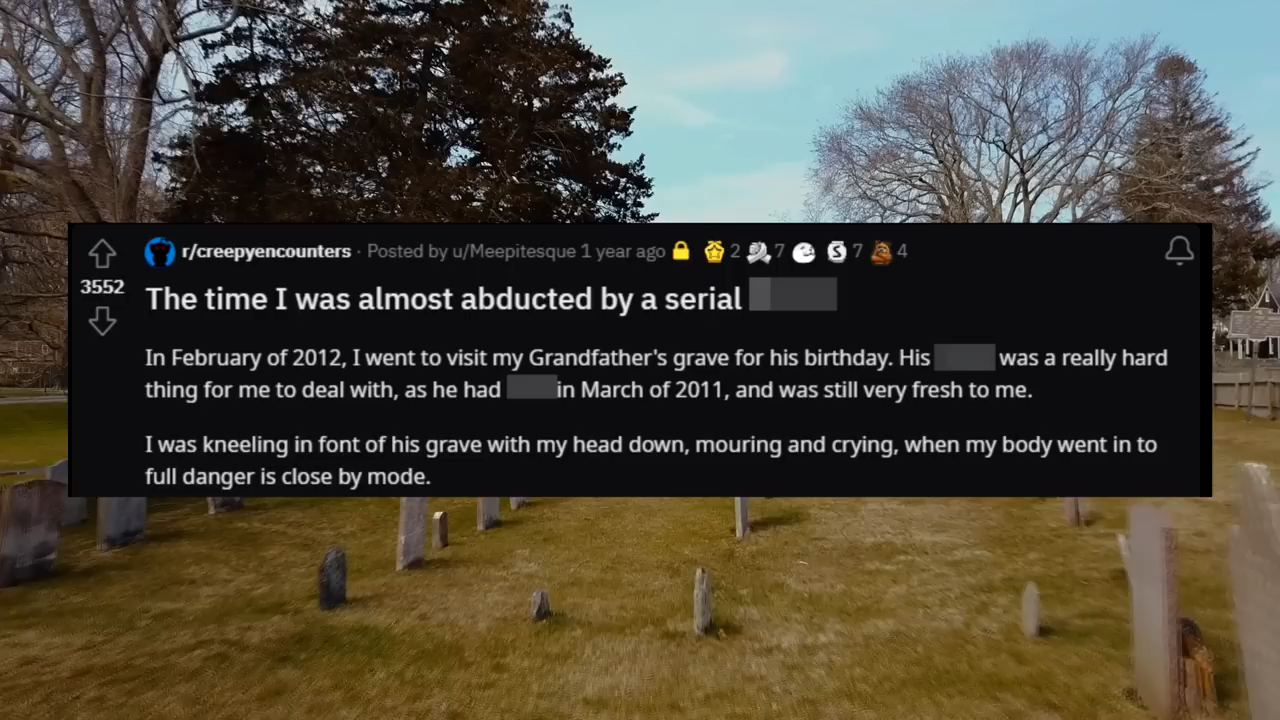 r/creepyencounters · Posted by u/Meepitesque 1 year ago 2 7 7 4
3552
The time I was almost abducted by a serial
In February of 2012, I went to visit my Grandfather's grave for his birthday. His was a really hard
thing for me to deal with, as he had in March of 2011, and was still very fresh to me.
I was kneeling in font of his grave with my head down, mouring and crying, when my body went in to
full danger is close by mode.